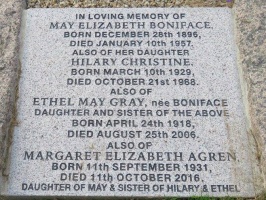 IN LOVING MEMORY OF
MAY ELIZABETH BONIFACE,
BORN DECEMBER 28th 1896,
DIED JANUARY 10th 1957.
ALSO OF HER DAUGHTER
HILARY CHRISTINE.
BORN MARCH 10th 1929,
DIED OCTOBER 21st 1968.
ALSO OF
ETHEL MAY GRAY, née BONIFACE
DAUGHTER AND SISTER OF THE ABOVE
BORN APRIL 24th 1918,
DIED AUGUST 25th 2006.
ALSO OF
MARGARET ELIZABETH AGREN.
BORN 11th SEPTEMBER 1931,
DIED 11th OCTOBER 2016,
DAUGHTER OF MAY & SISTER OF HILARY & ETHEL